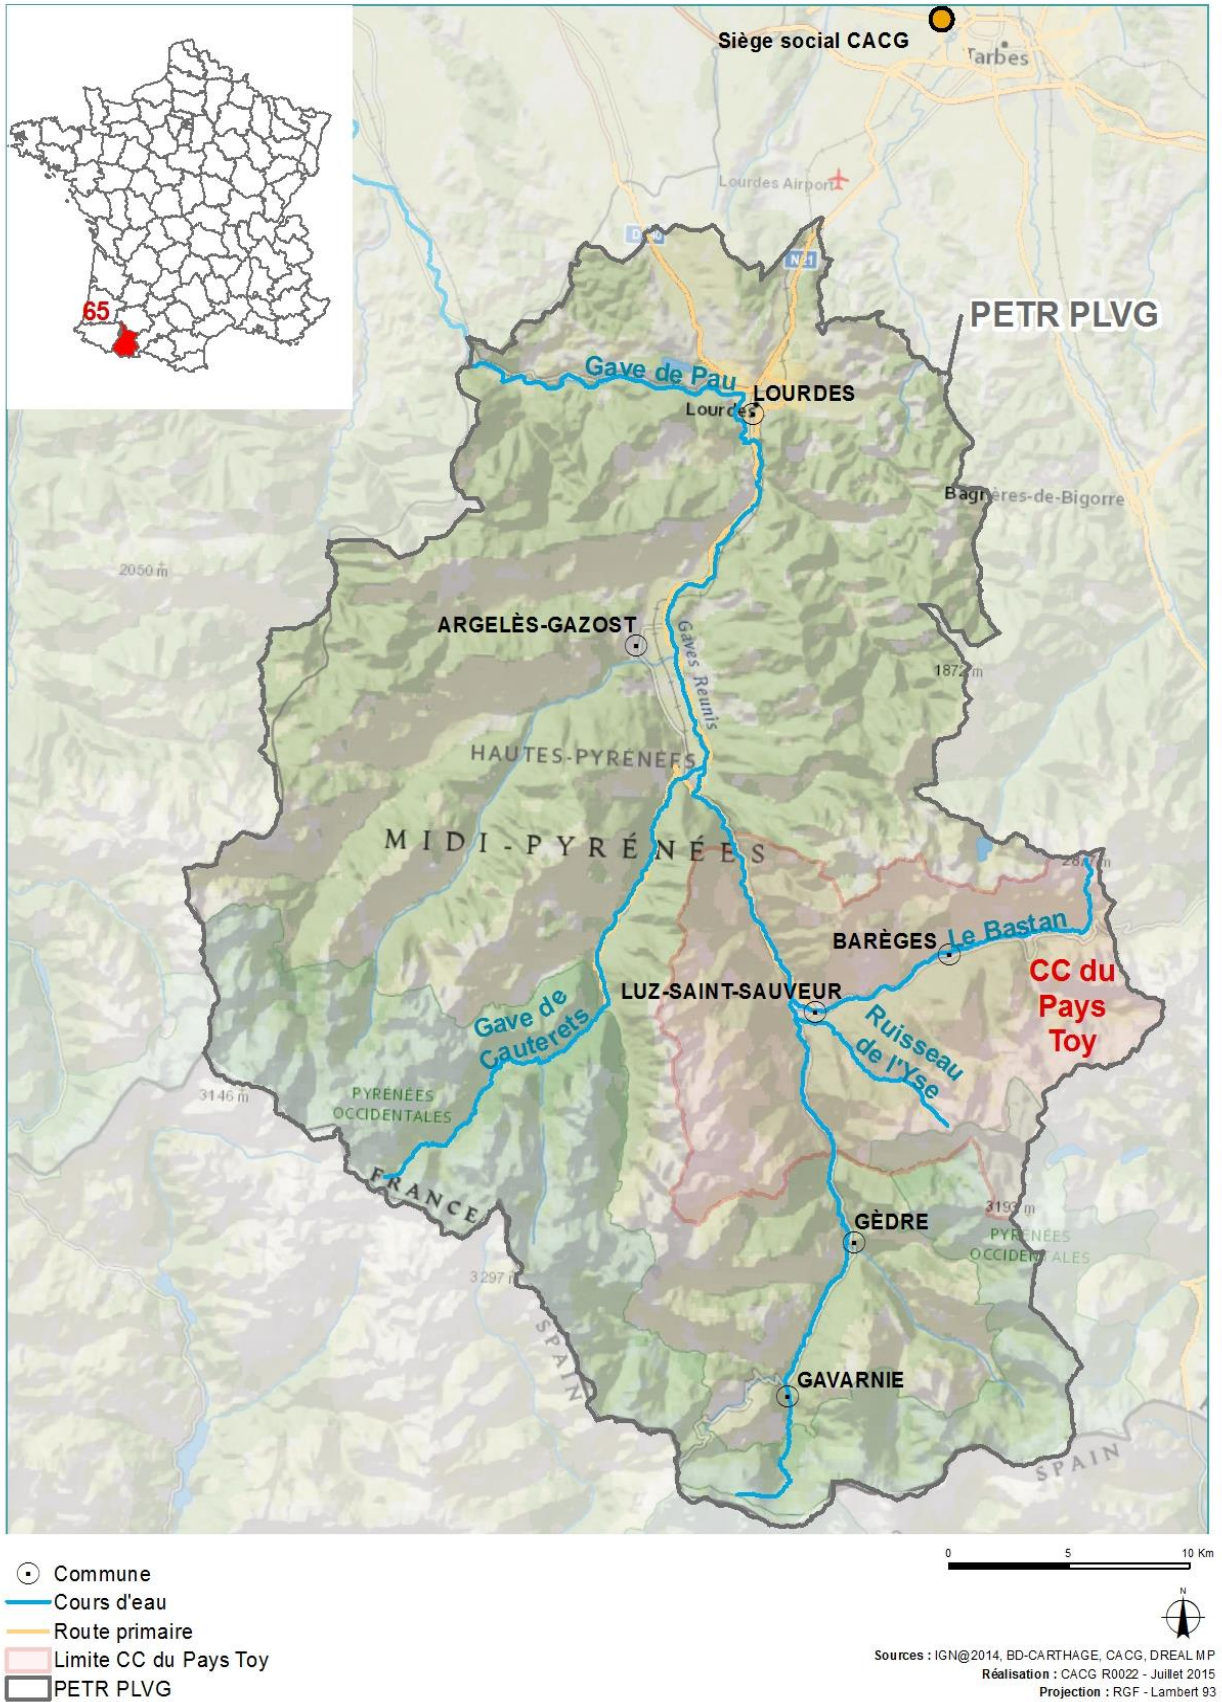 Siège social CACG
Tarbes
65
Lourdes Airport
N21
PETR PLVG
Gave de Pau
LOURDES
Lourdes
Bagnères-de-Bigorre
2050 m
ARGELÈS-GAZOST
Gaves Réunis
1872 m
HAUTES-PYRÉNÉES
MIDI-PYRÉNÉES
2877 m
BARÈGES
Le Bastan
CC du
Pays
Toy
LUZ-SAINT-SAUVEUR
Gave de
Cauterets
Ruisseau
de l'Yse
3146 m
PYRÉNÉES
OCCIDENTALES
FRANCE
3193 m
GÈDRE
PYRÉNÉES
OCCIDENTALES
3297 m
SPAIN
GAVARNIE
SPAIN
0 5 10 Km
N
Commune
Cours d'eau
Route primaire
Limite CC du Pays Toy
PETR PLVG
Sources : IGN@2014, BD-CARTHAGE, CACG, DREAL MP
Réalisation : CACG R0022 - Juillet 2015
Projection : RGF - Lambert 93